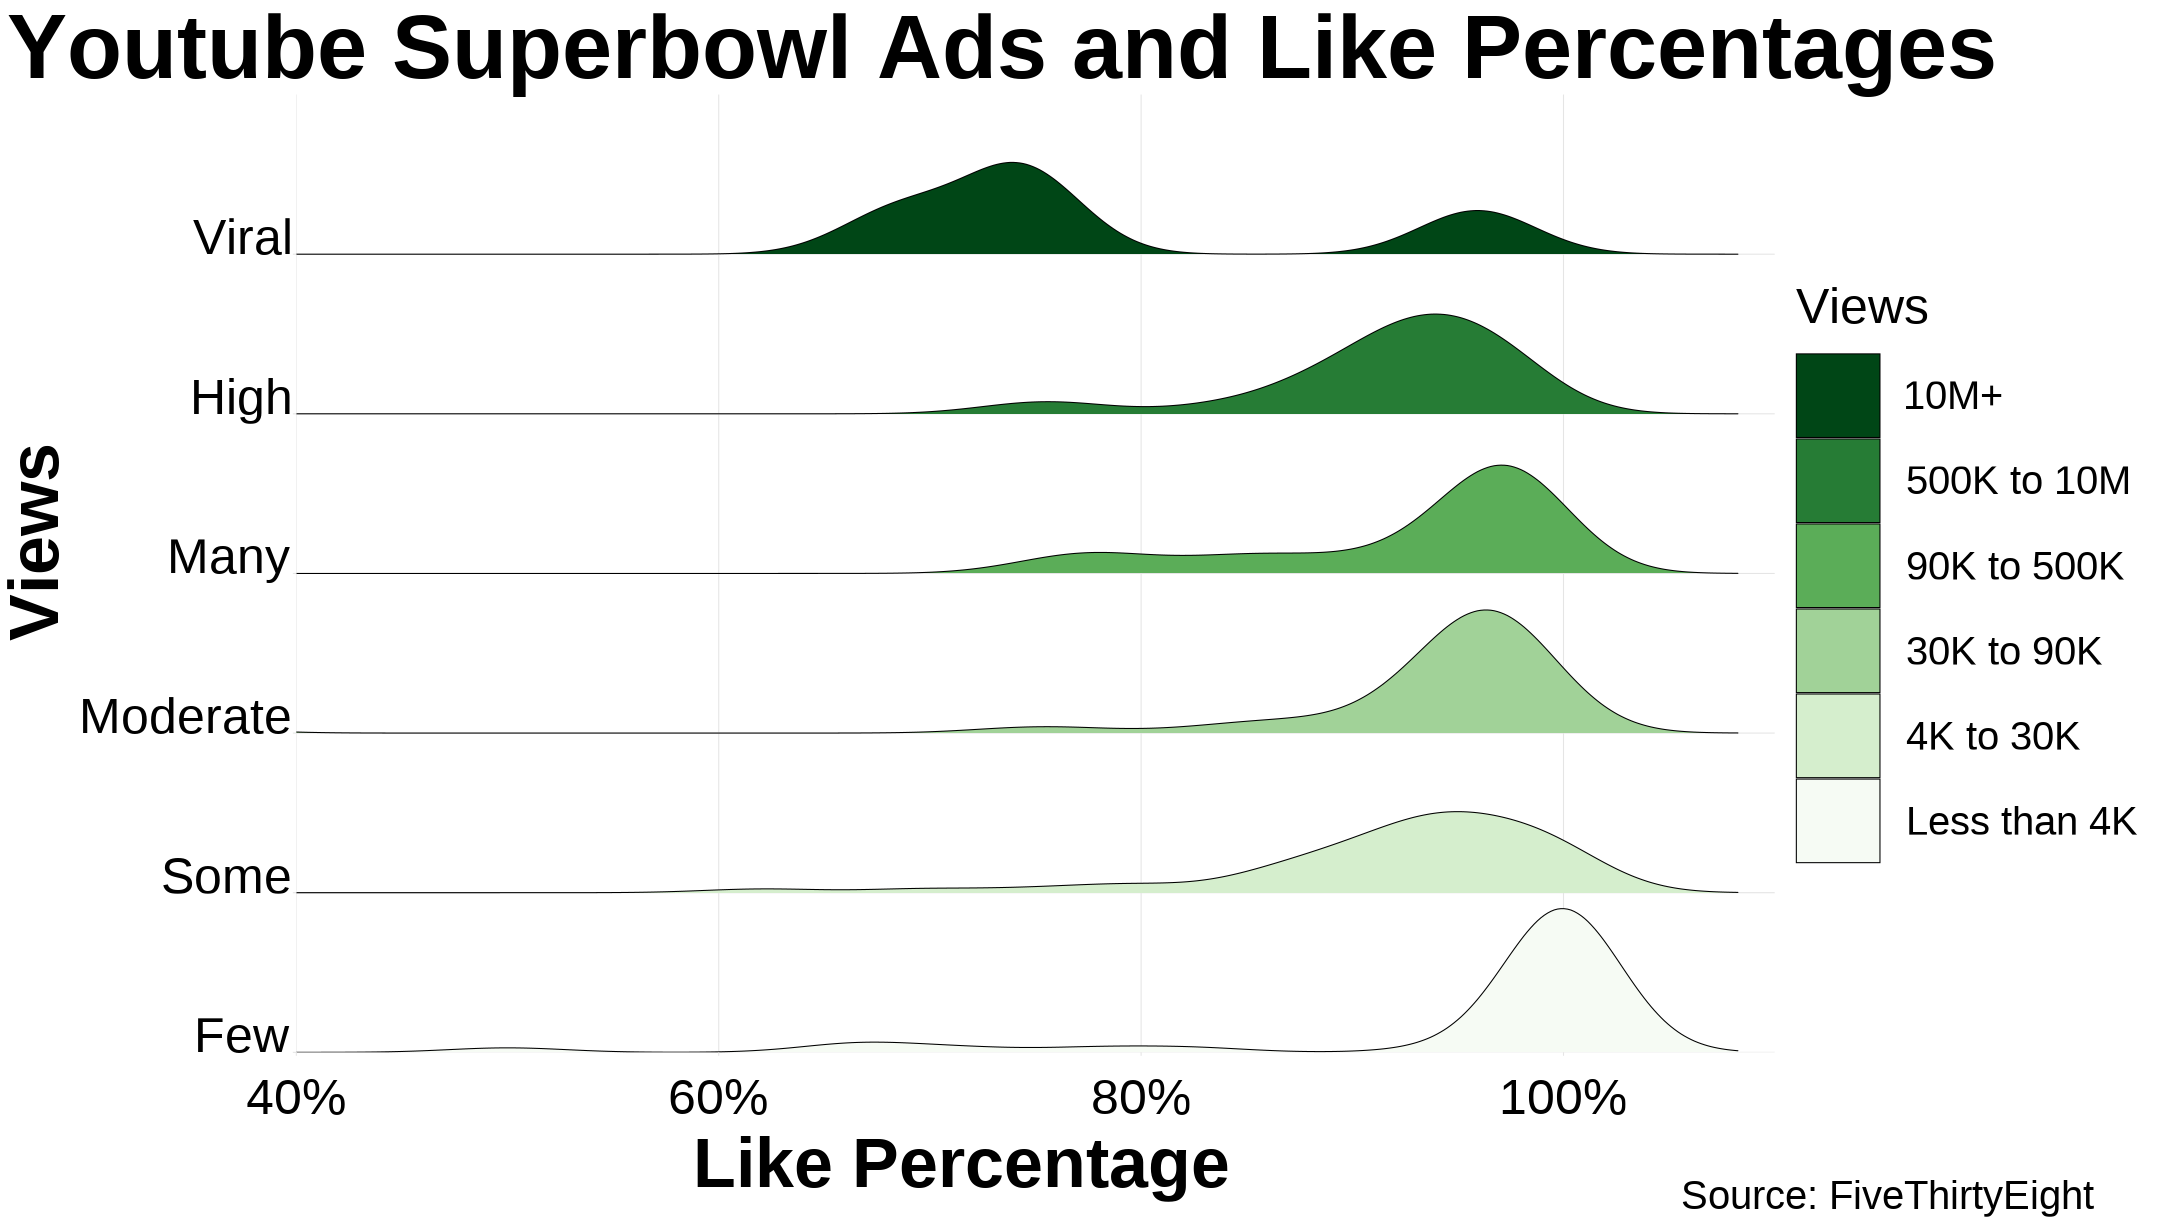 Youtube Superbowl Ads and Like Percentages
Views
Viral
High
Many
Moderate
Some
Few
40%
60%
80%
100%
Like Percentage
Views
10M+
500K to 10M
90K to 500K
30K to 90K
4K to 30K
Less than 4K
Source: FiveThirtyEight